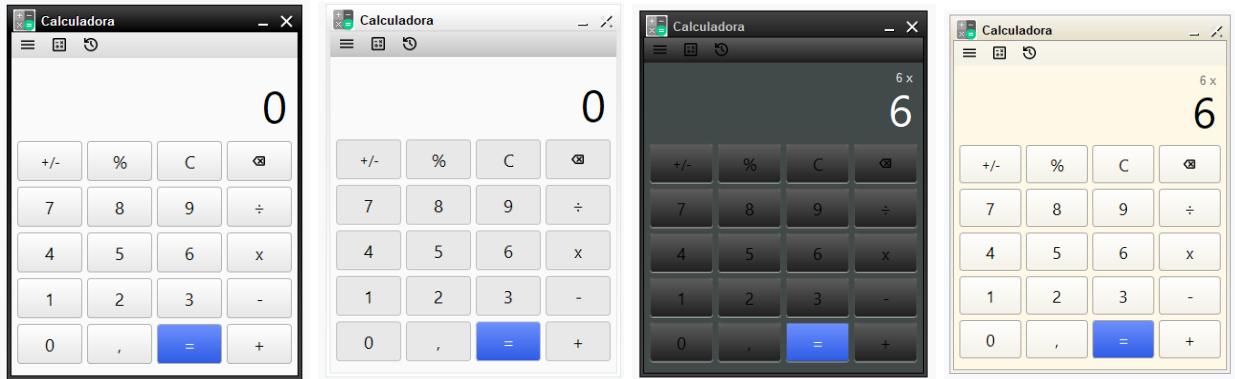 Calculadora
0
+/- % C
7 8 9 ÷
4 5 6 x
1 2 3 -
0 , = +
Calculadora
0
+/- % C
7 8 9 ÷
4 5 6 x
1 2 3 -
0 , = +
Calculadora
6 x
6
+/- % C
7 8 9 ÷
4 5 6 x
1 2 3 -
0 , = +
Calculadora
6 x
6
+/- % C
7 8 9 ÷
4 5 6 x
1 2 3 -
0 , = +